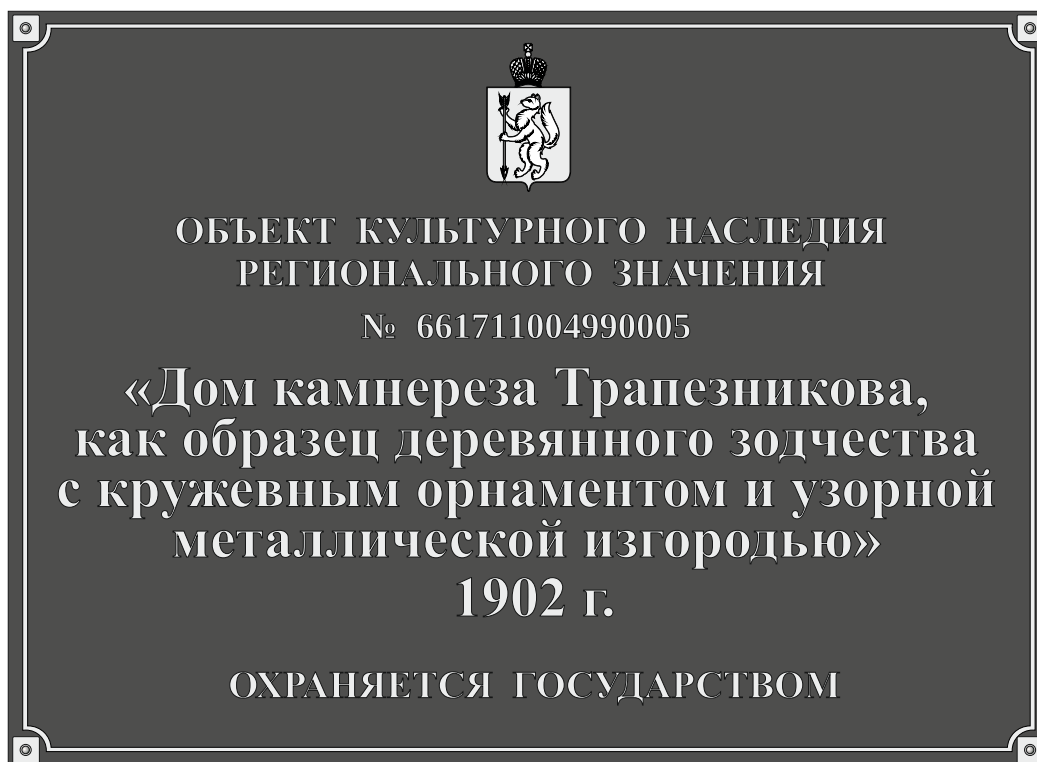 ОБЪЕКТ КУЛЬТУРНОГО НАСЛЕДИЯ
РЕГИОНАЛЬНОГО ЗНАЧЕНИЯ
№ 661711004990005
«Дом камнереза Трапезникова,
как образец деревянного зодчества
с кружевным орнаментом и узорной
металлической изгородью»
1902 г.
ОХРАНЯЕТСЯ ГОСУДАРСТВОМ